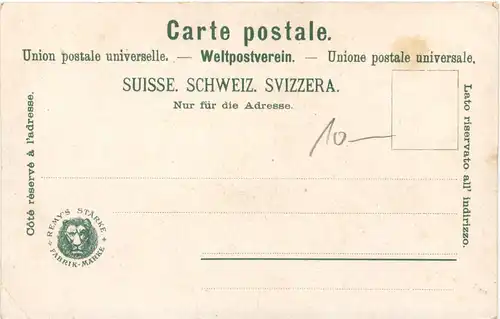 Carte postale.
Union postale universelle. — Weltpostverein. — Unione postale universale.
SUISSE. SCHWEIZ. SVIZZERA.
Nur für die Adresse.
Côté réservé à l'adresse.
Lato riservato all' indirizzo.
10.—
REMY'S STÄRKE
FABRIK-MARKE